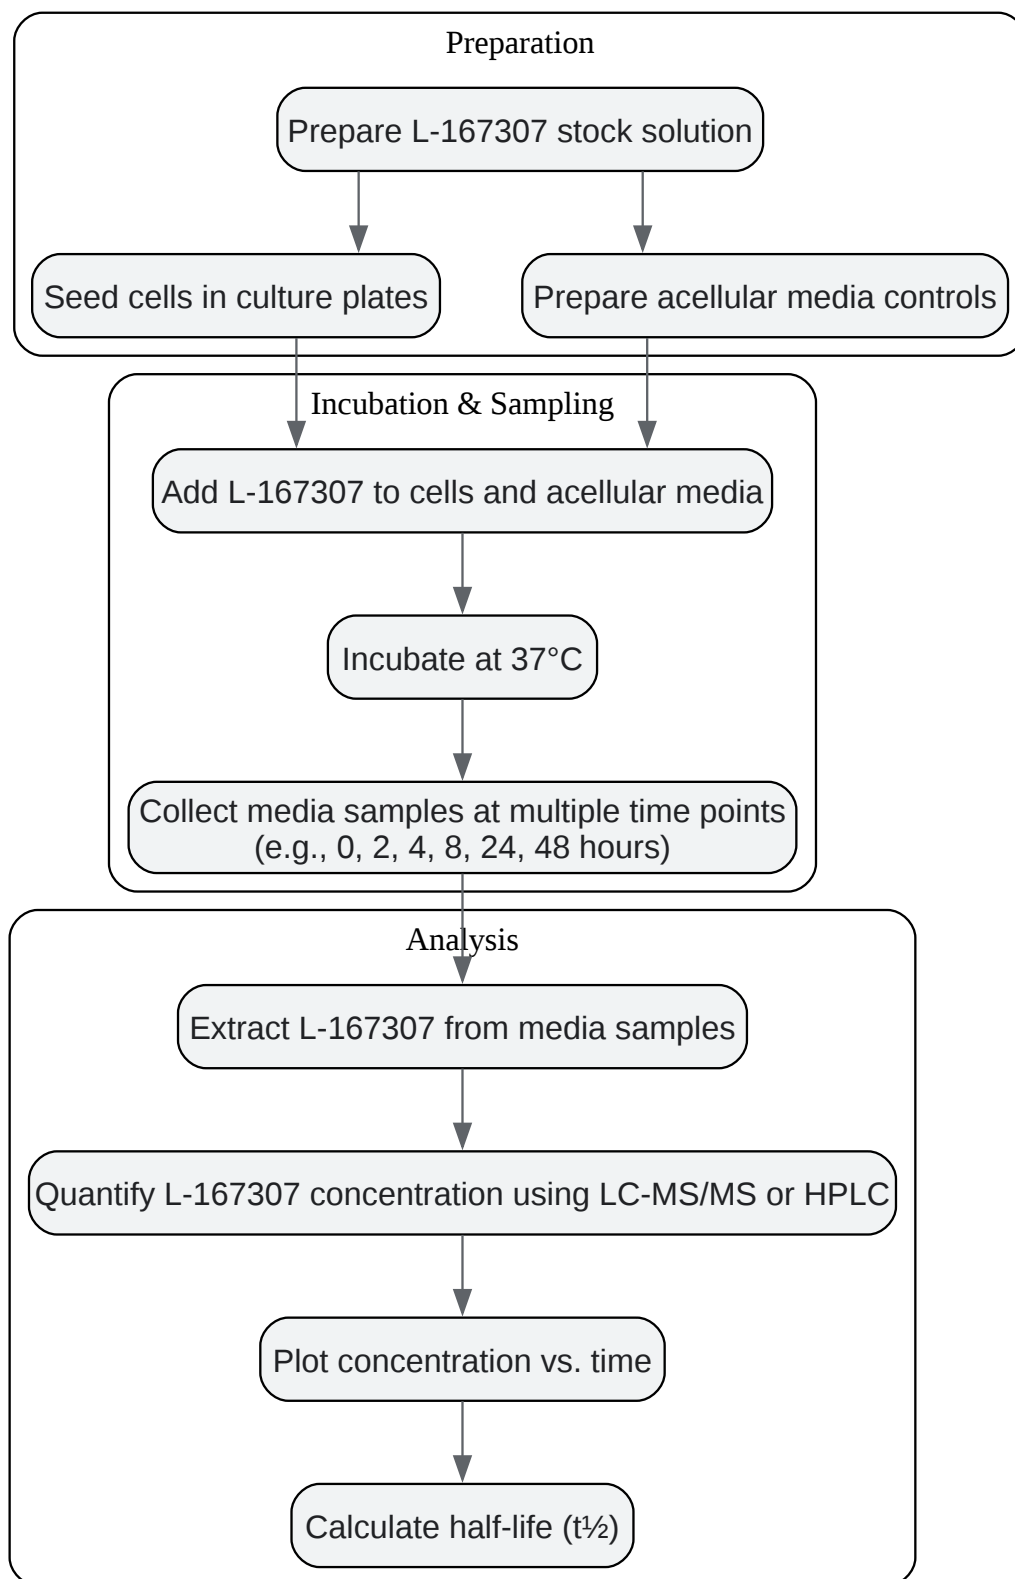 Preparation
Prepare L-167307 stock solution
Seed cells in culture plates
Prepare acellular media controls
Incubation & Sampling
Add L-167307 to cells and acellular media
Incubate at 37°C
Collect media samples at multiple time points
(e.g., 0, 2, 4, 8, 24, 48 hours)
Analysis
Extract L-167307 from media samples
Quantify L-167307 concentration using LC-MS/MS or HPLC
Plot concentration vs. time
Calculate half-life (t½)